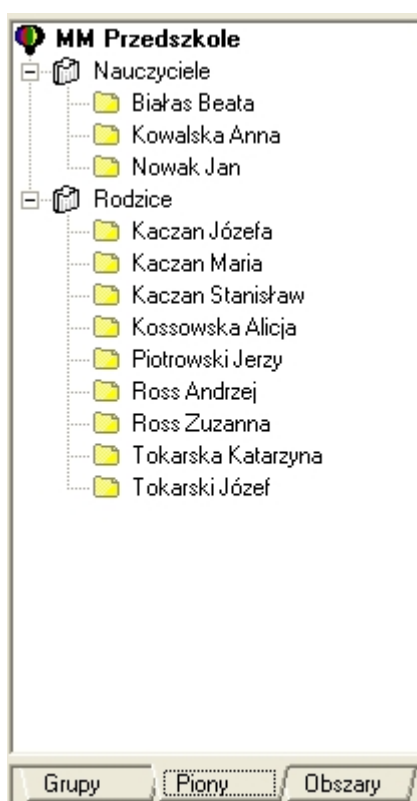 MM Przedszkole
Nauczyciele
Białas Beata
Kowalska Anna
Nowak Jan
Rodzice
Kaczan Józefa
Kaczan Maria
Kaczan Stanisław
Kossowska Alicja
Piotrowski Jerzy
Ross Andrzej
Ross Zuzanna
Tokarska Katarzyna
Tokarski Józef
Grupy Piony Obszary